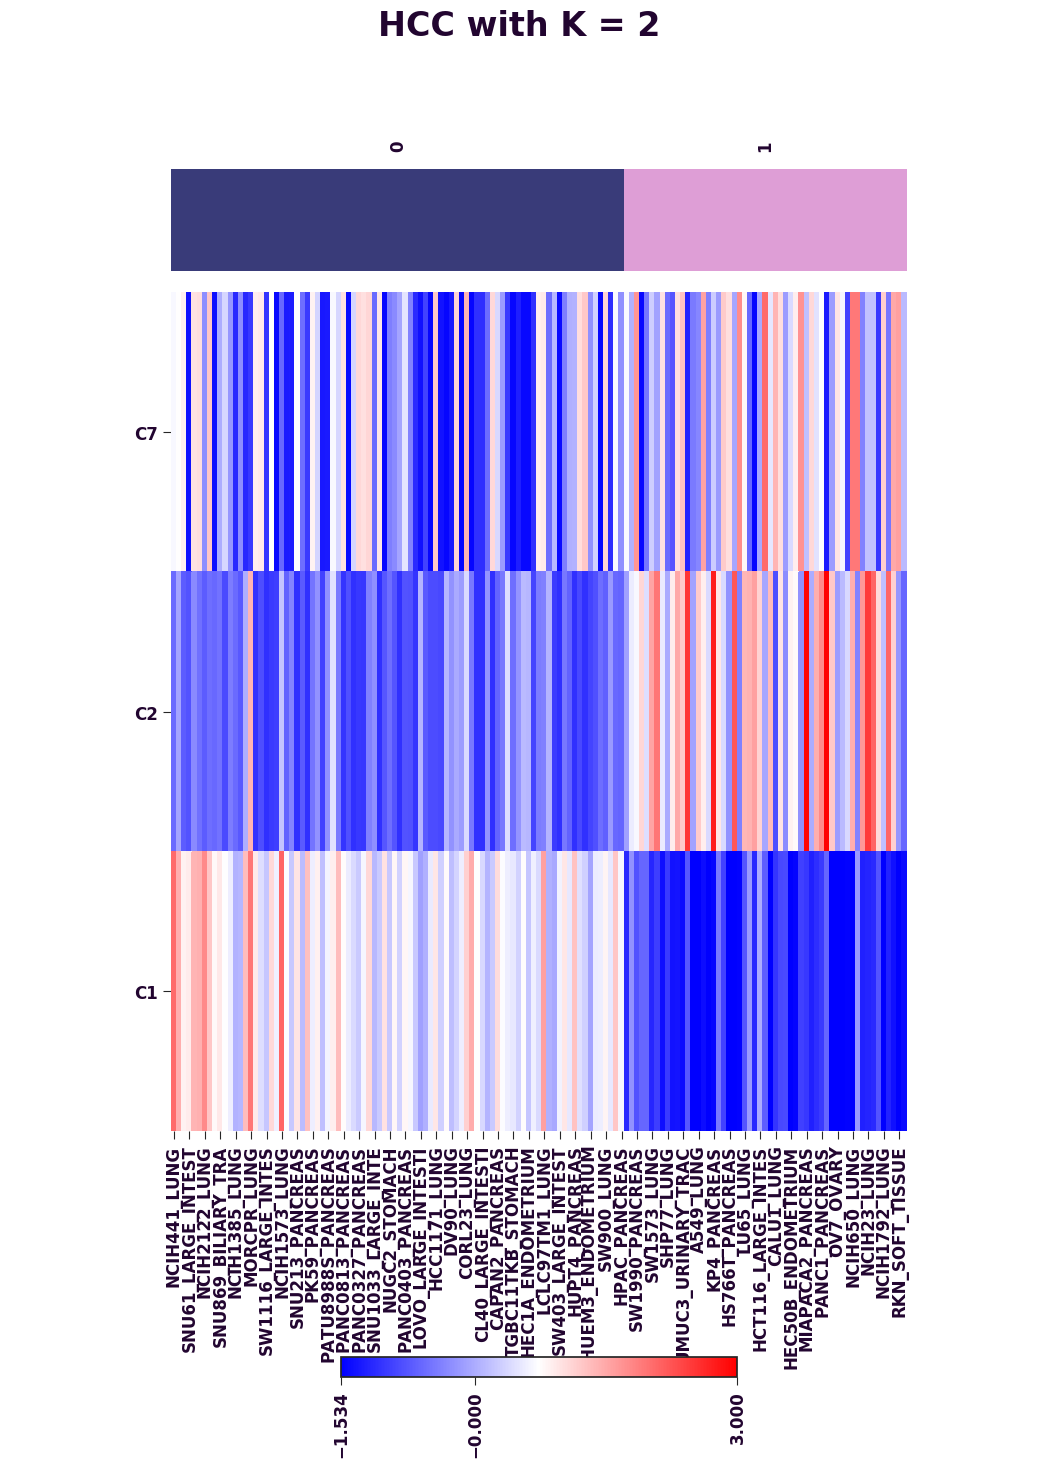 HCC with K = 2
0
1
C7
C2
C1
NCIH441_LUNG
SNU61_LARGE_INTEST
NCIH2122_LUNG
SNU869_BILIARY_TRA
NCIH1385_LUNG
MORCPR_LUNG
SW1116_LARGE_INTES
NCIH1573_LUNG
SNU213_PANCREAS
PK59_PANCREAS
PATU8988S_PANCREAS
PANC0813_PANCREAS
PANC0327_PANCREAS
SNU1033_LARGE_INTE
NUGC2_STOMACH
PANC0403_PANCREAS
LOVO_LARGE_INTESTI
HCC1171_LUNG
DV90_LUNG
CORL23_LUNG
CL40_LARGE_INTESTI
CAPAN2_PANCREAS
TGBC11TKB_STOMACH
HEC1A_ENDOMETRIUM
LCLC97TM1_LUNG
SW403_LARGE_INTEST
HUPT4_PANCREAS
HUEM3_ENDOMETRIUM
SW900_LUNG
HPAC_PANCREAS
SW1990_PANCREAS
SW1573_LUNG
SHP77_LUNG
UMUC3_URINARY_TRAC
A549_LUNG
KP4_PANCREAS
HS766T_PANCREAS
LU65_LUNG
HCT116_LARGE_INTES
CALU1_LUNG
HEC50B_ENDOMETRIUM
MIAPACA2_PANCREAS
PANC1_PANCREAS
OV7_OVARY
NCIH650_LUNG
NCIH23_LUNG
NCIH1792_LUNG
RKN_SOFT_TISSUE
−1.534
−0.000
3.000